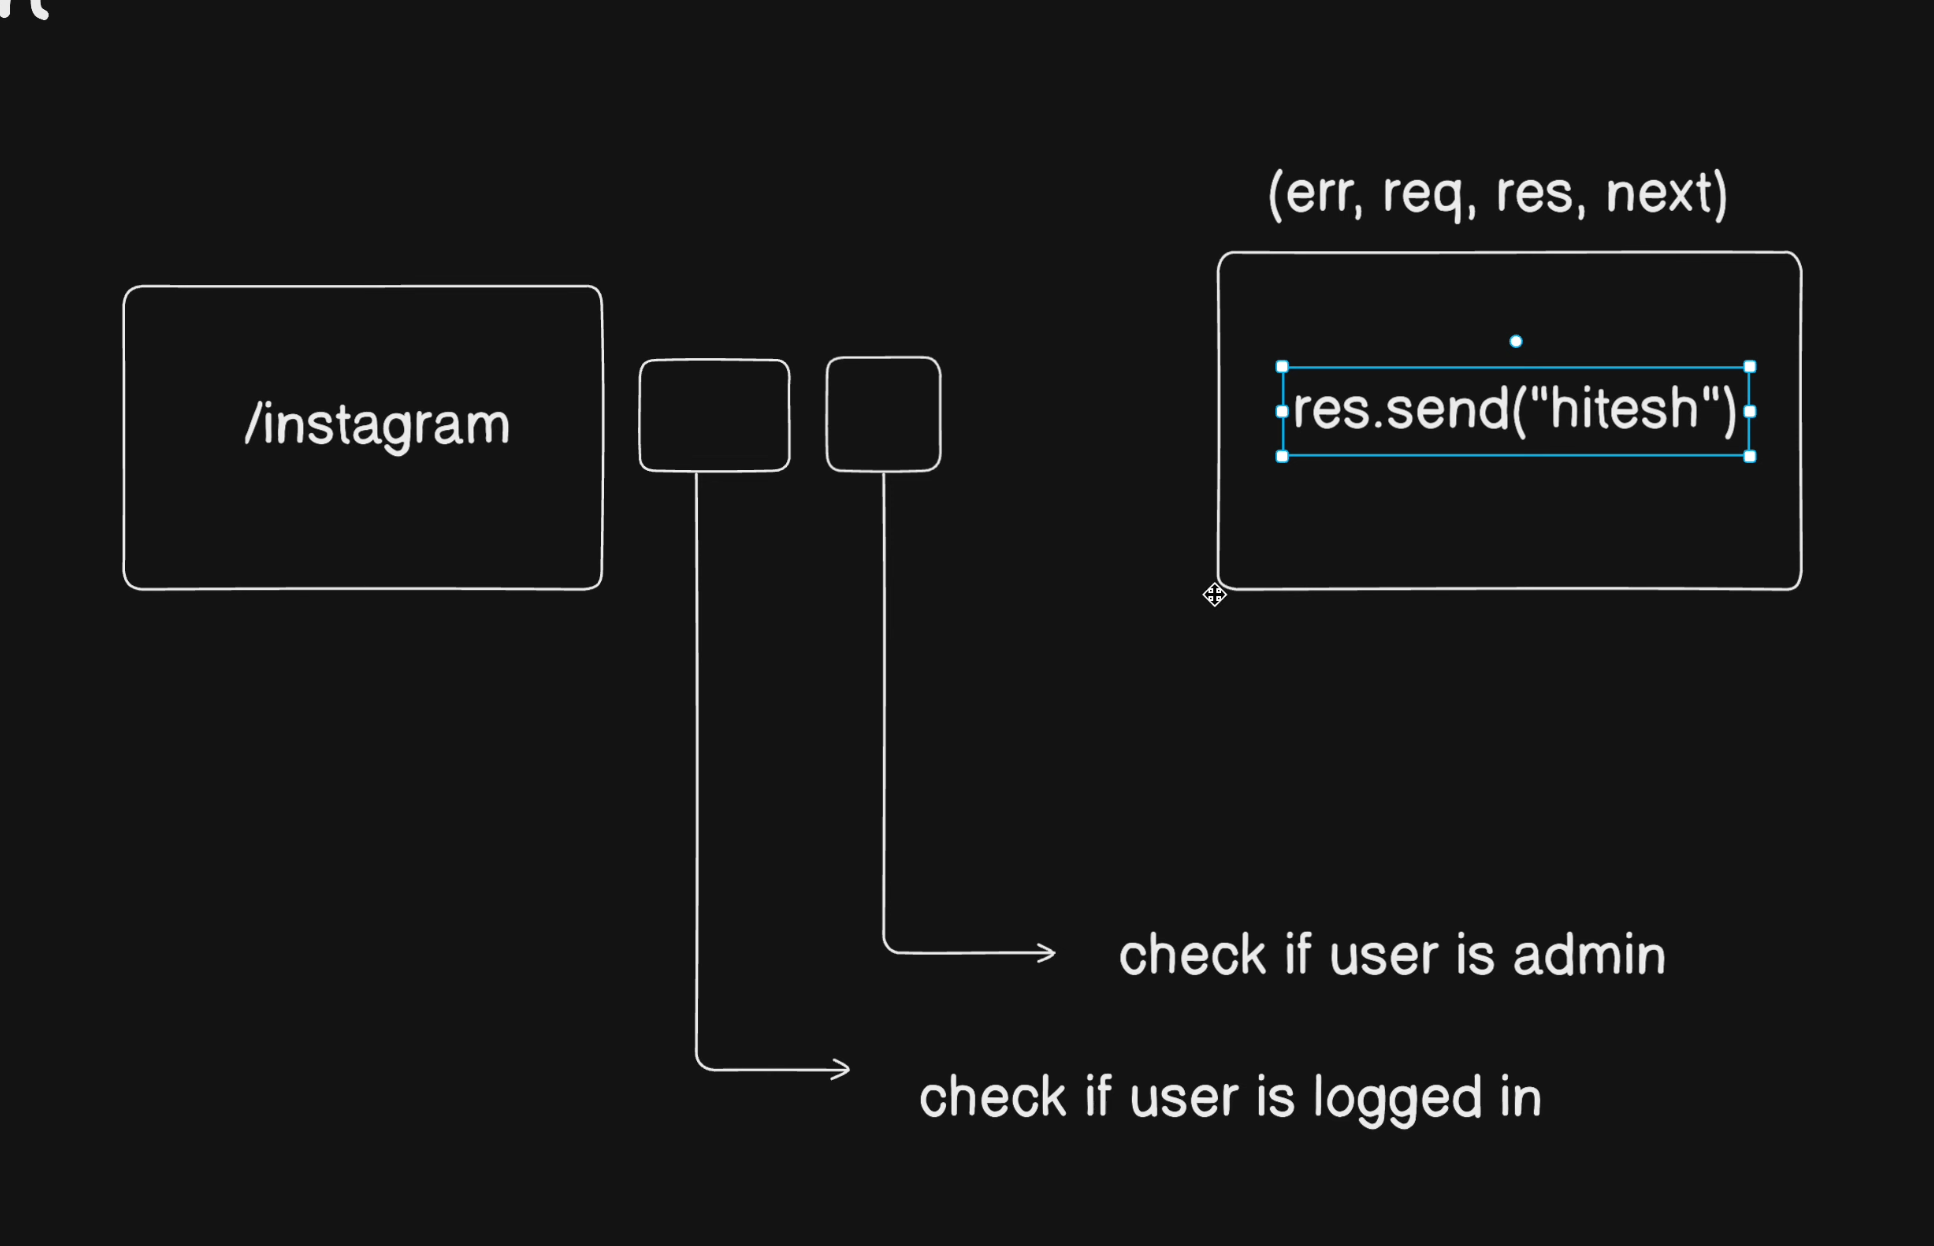 (err, req, res, next)
/instagram
res.send("hitesh")
check if user is admin
check if user is logged in